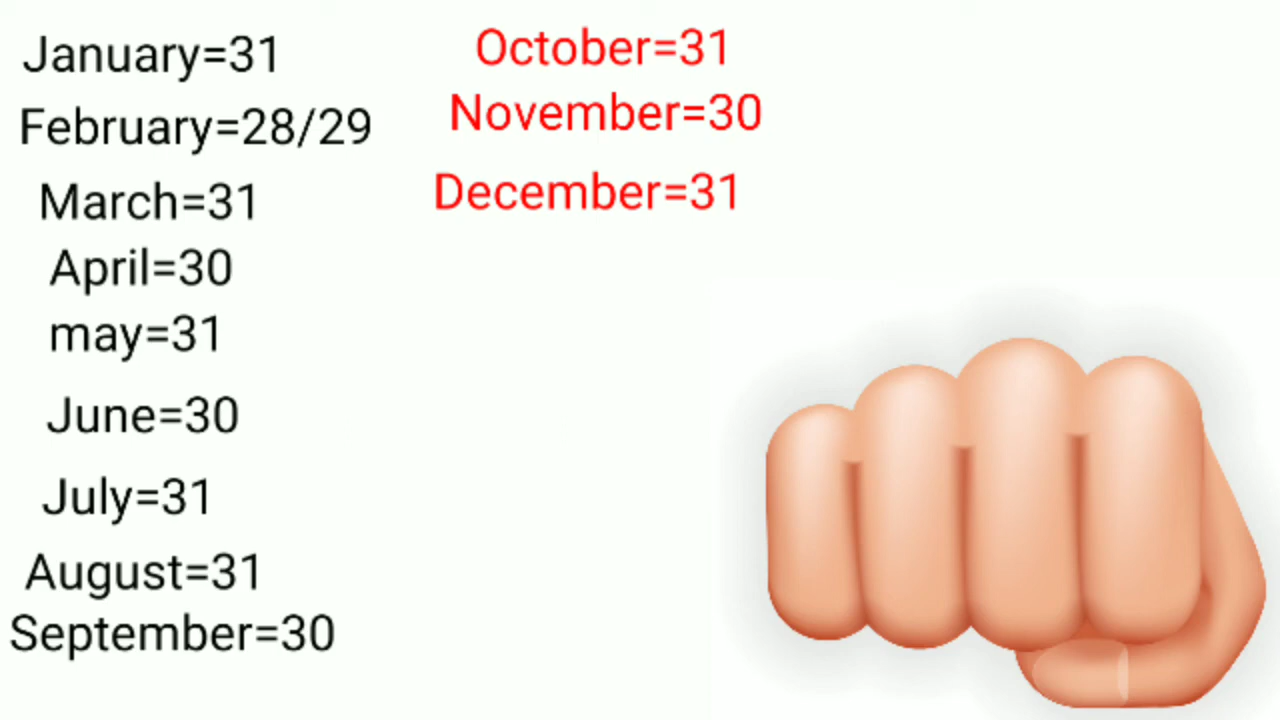 January=31
February=28/29
March=31
April=30
may=31
June=30
July=31
August=31
September=30
October=31
November=30
December=31